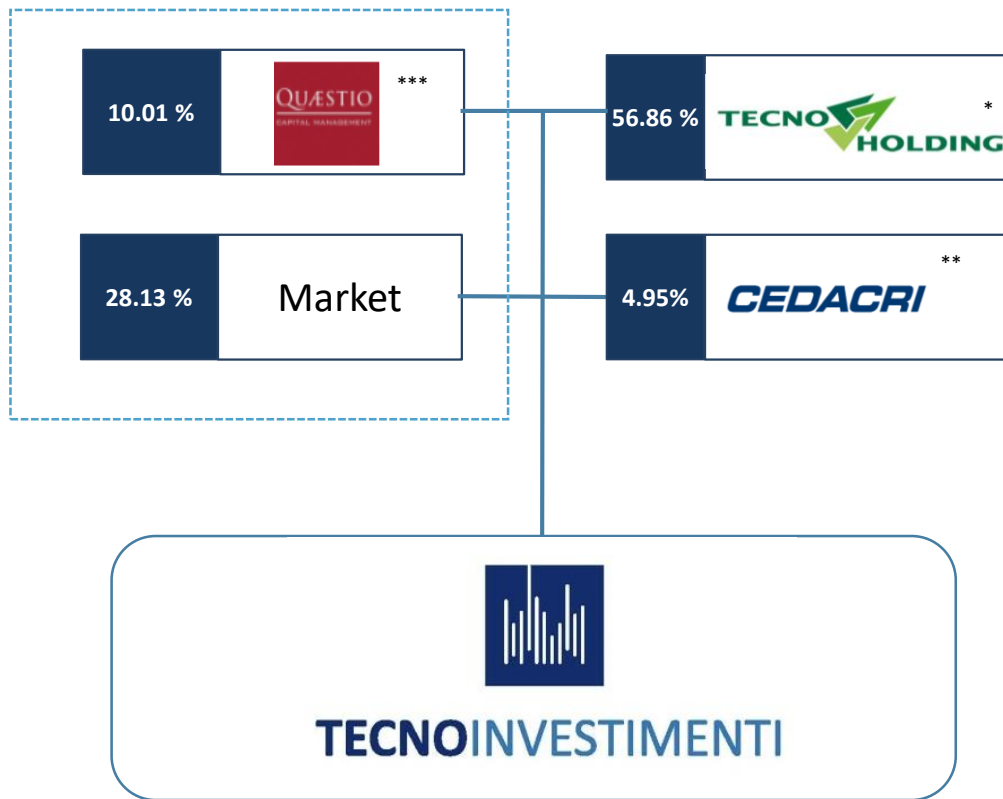 10.01 %
QUÆSTIO
CAPITAL MANAGEMENT
***
56.86 %
TECNO
HOLDING
*
28.13 %
Market
4.95%
CEDACRI
**
TECNOINVESTIMENTI